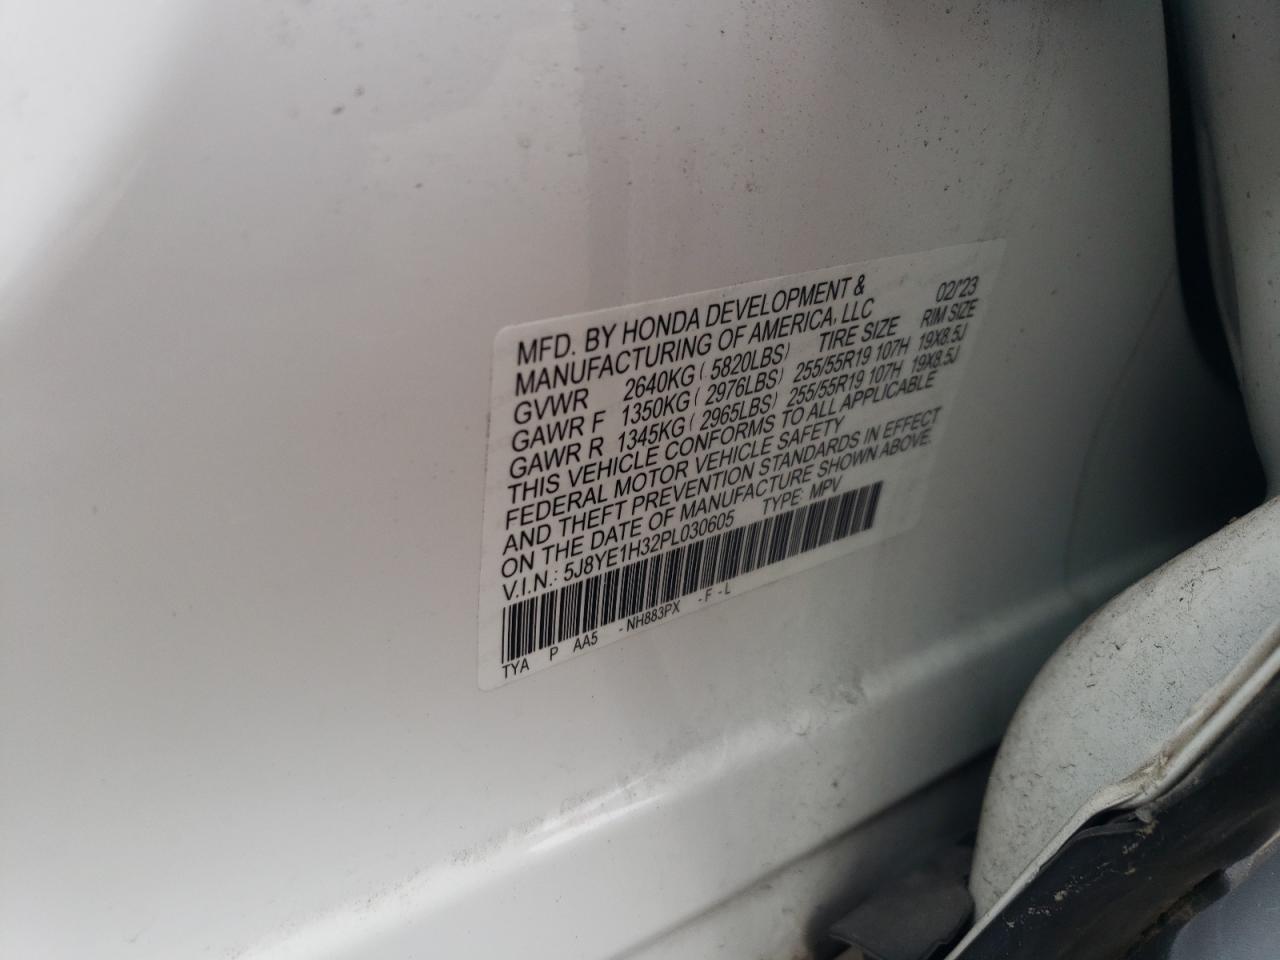 MFD. BY HONDA DEVELOPMENT & 02/'23
MANUFACTURING OF AMERICA, LLC
GVWR 2640KG ( 5820LBS) TIRE SIZE RIM SIZE
GAWR F 1350KG ( 2976LBS) 255/55R19 107H 19X8.5J
GAWR R 1345KG ( 2965LBS) 255/55R19 107H 19X8.5J
THIS VEHICLE CONFORMS TO ALL APPLICABLE
FEDERAL MOTOR VEHICLE SAFETY
AND THEFT PREVENTION STANDARDS IN EFFECT
ON THE DATE OF MANUFACTURE SHOWN ABOVE.
V.I.N.: 5J8YE1H32PL030605 TYPE: MPV
TYA P AA5 -NH883PX -F -L